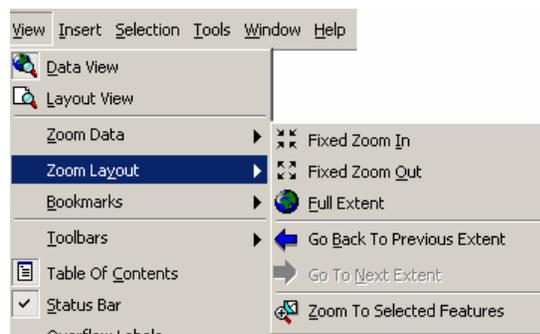 View Insert Selection Tools Window Help
Data View
Layout View
Zoom Data
Zoom Layout
Bookmarks
Toolbars
Table Of Contents
Status Bar
Overflow Labels
Fixed Zoom In
Fixed Zoom Out
Full Extent
Go Back To Previous Extent
Go To Next Extent
Zoom To Selected Features